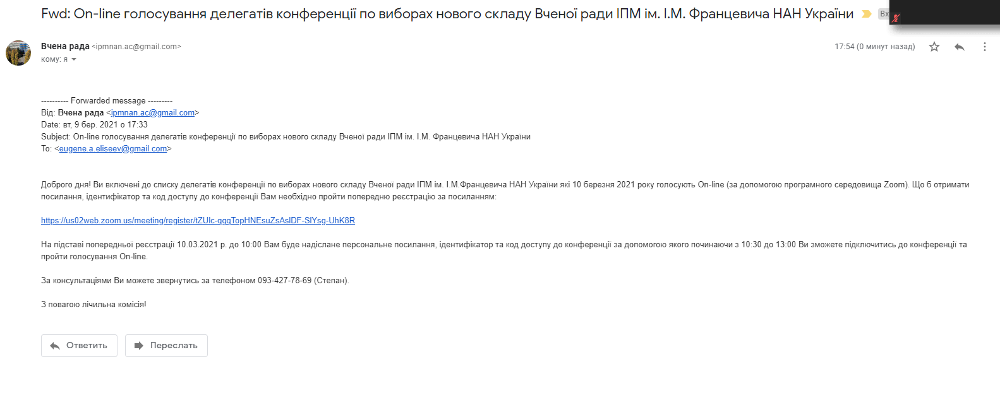 Fwd: On-line голосування делегатів конференції по виборах нового складу Вченої ради ІПМ ім. І.М. Францевича НАН України
Вчена рада <ipmnan.ac@gmail.com>
17:54 (0 минут назад)
кому: я
---------- Forwarded message ---------
Від: Вчена рада <ipmnan.ac@gmail.com>
Date: вт, 9 бер. 2021 о 17:33
Subject: On-line голосування делегатів конференції по виборах нового складу Вченої ради ІПМ ім. І.М. Францевича НАН України
To: <eugene.a.eliseev@gmail.com>
Доброго дня! Ви включені до списку делегатів конференції по виборах нового складу Вченої ради ІПМ ім. І.М.Францевича НАН України які 10 березня 2021 року голосують On-line (за допомогою програмного середовища Zoom). Що б отримати
посилання, ідентифікатор та код доступу до конференції Вам необхідно пройти попередню реєстрацію за посиланням:
https://us02web.zoom.us/meeting/register/tZUlc-qgqTopHNEsuZsAsIDF-SlYsg-UhK8R
На підставі попередньої реєстрації 10.03.2021 р. до 10:00 Вам буде надіслане персональне посилання, ідентифікатор та код доступу до конференції за допомогою якого починаючи з 10:30 до 13:00 Ви зможете підключитись до конференції та
пройти голосування On-line.
За консультаціями Ви можете звернутись за телефоном 093-427-78-69 (Степан).
З повагою лічильна комісія!
Ответить
Переслать